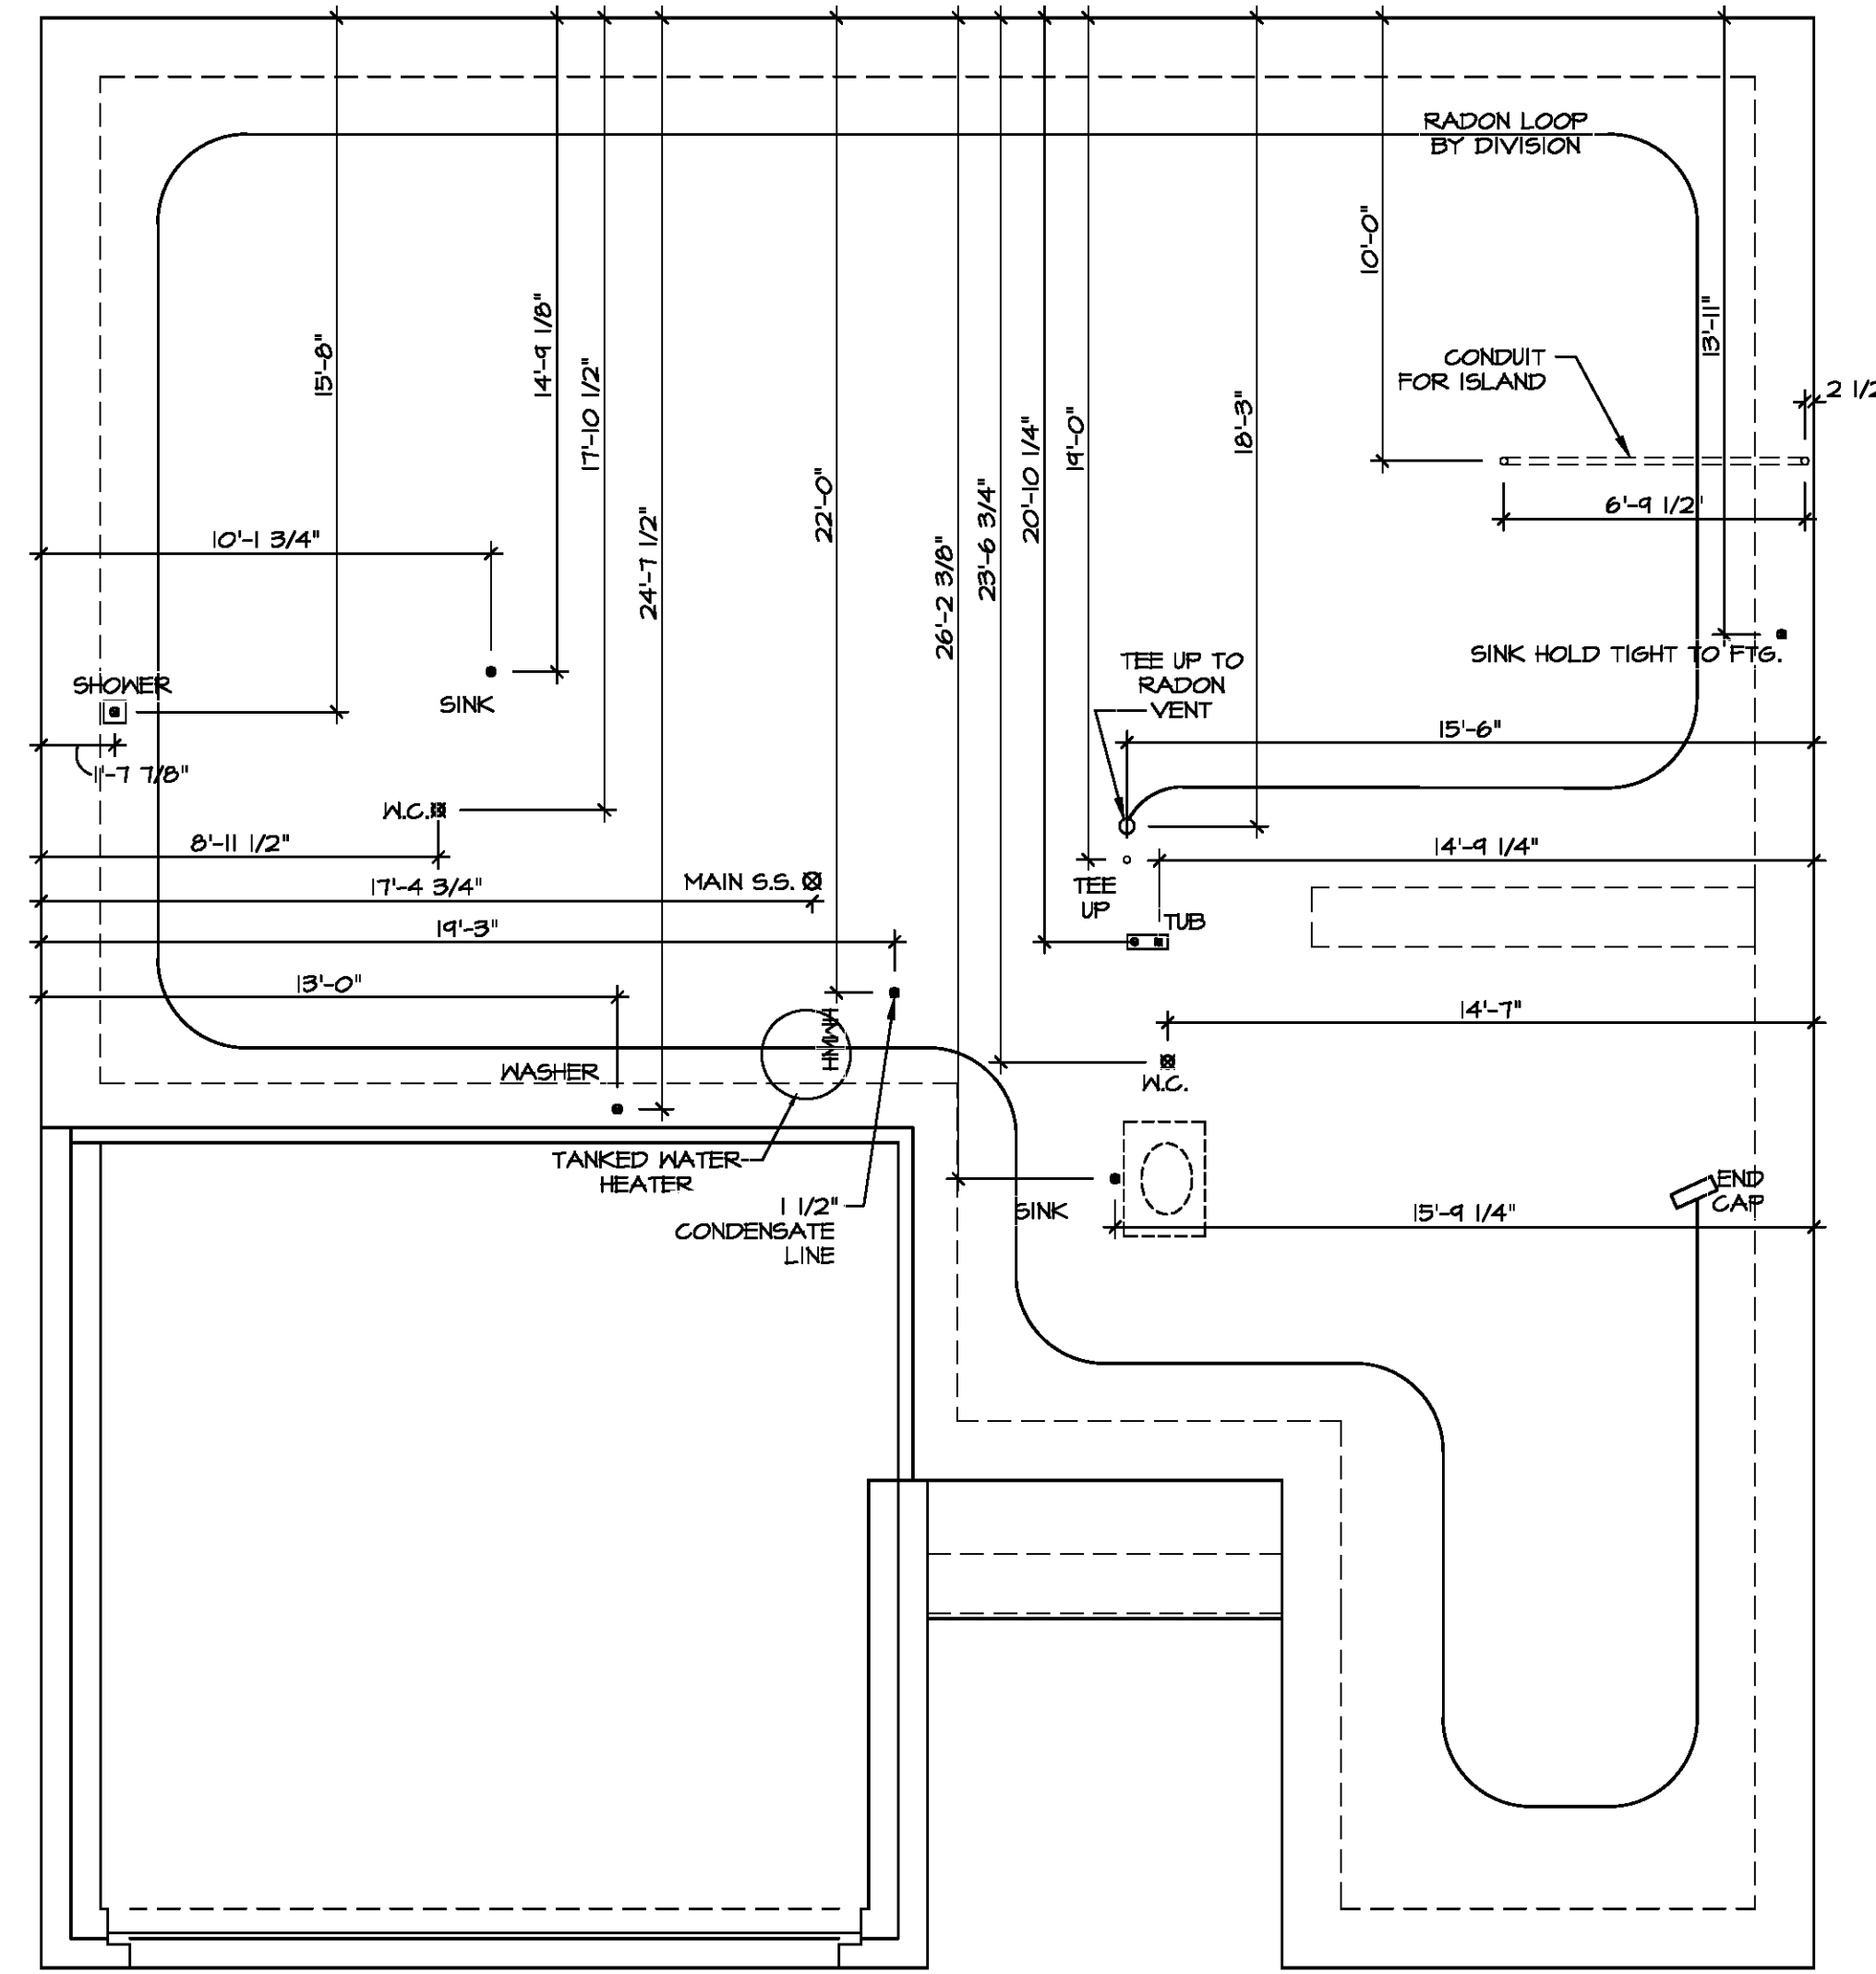 RADON LOOP
BY DIVISION
10'-0"
13'-11"
14'-9 1/8"
15'-8"
17'-10 1/2"
CONDUIT
FOR ISLAND
2 1/2
18'-3"
19'-0"
20'-10 1/4"
22'-0"
23'-6 3/4"
24'-7 1/2"
26'-2 3/8"
6'-9 1/2"
10'-1 3/4"
SINK HOLD TIGHT TO FTG.
TEE UP TO
RADON
VENT
SHOWER
SINK
15'-6"
1'-7 7/8"
W.C.
8'-11 1/2"
14'-9 1/4"
17'-4 3/4"
MAIN S.S.
TEE
UP
TUB
19'-3"
13'-0"
14'-7"
HWH
WASHER
W.C.
TANKED WATER
HEATER
1 1/2"
CONDENSATE
LINE
SINK
END
CAP
15'-9 1/4"